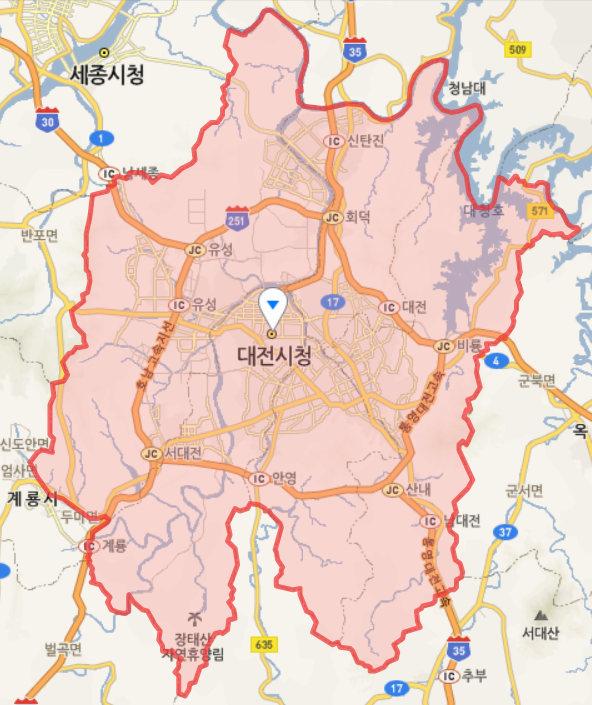 35
509
세종시청
청남대
30
1
IC 신탄진
IC 남세종
대청호
571
JC 회덕
251
반포면
JC 유성
IC 유성
17
IC 대전
대전시청
JC 비룡
4
호남고속지선
군북면
통영대전고속
옥
신도안면
JC 서대전
엄사면
IC 안영
JC 산내
군서면
계룡시
두마면
IC 남대전
37
IC 계룡
통영대전고속
장태산
자연휴양림
서대산
635
35
벌곡면
IC 추부
17